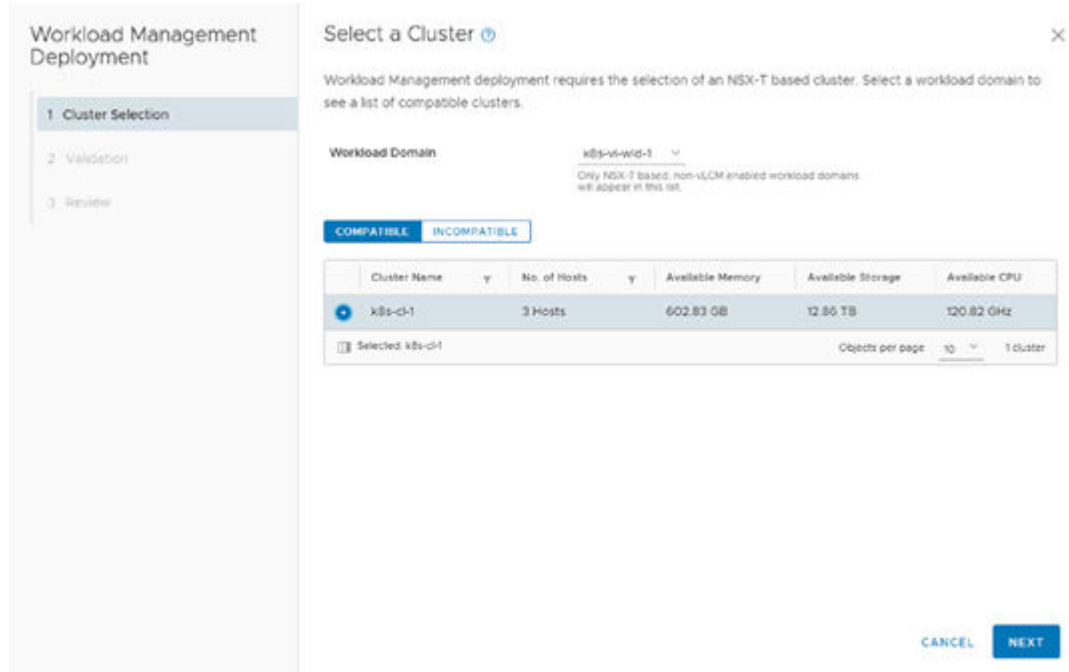 Workload Management
Deployment
1 Cluster Selection
2 Validation
3 Review
Select a Cluster
Workload Management deployment requires the selection of an NSX-T based cluster. Select a workload domain to
see a list of compatible clusters.
Workload Domain
k8s-vi-wld-1
Only NSX-T based, non-vLCM enabled workload domains
will appear in this list.
COMPATIBLE INCOMPATIBLE
Cluster Name No. of Hosts Available Memory Available Storage Available CPU
k8s-cl-1 3 Hosts 602.83 GB 12.86 TB 120.82 GHz
Selected: k8s-cl-1 Objects per page 10 1 cluster
CANCEL NEXT